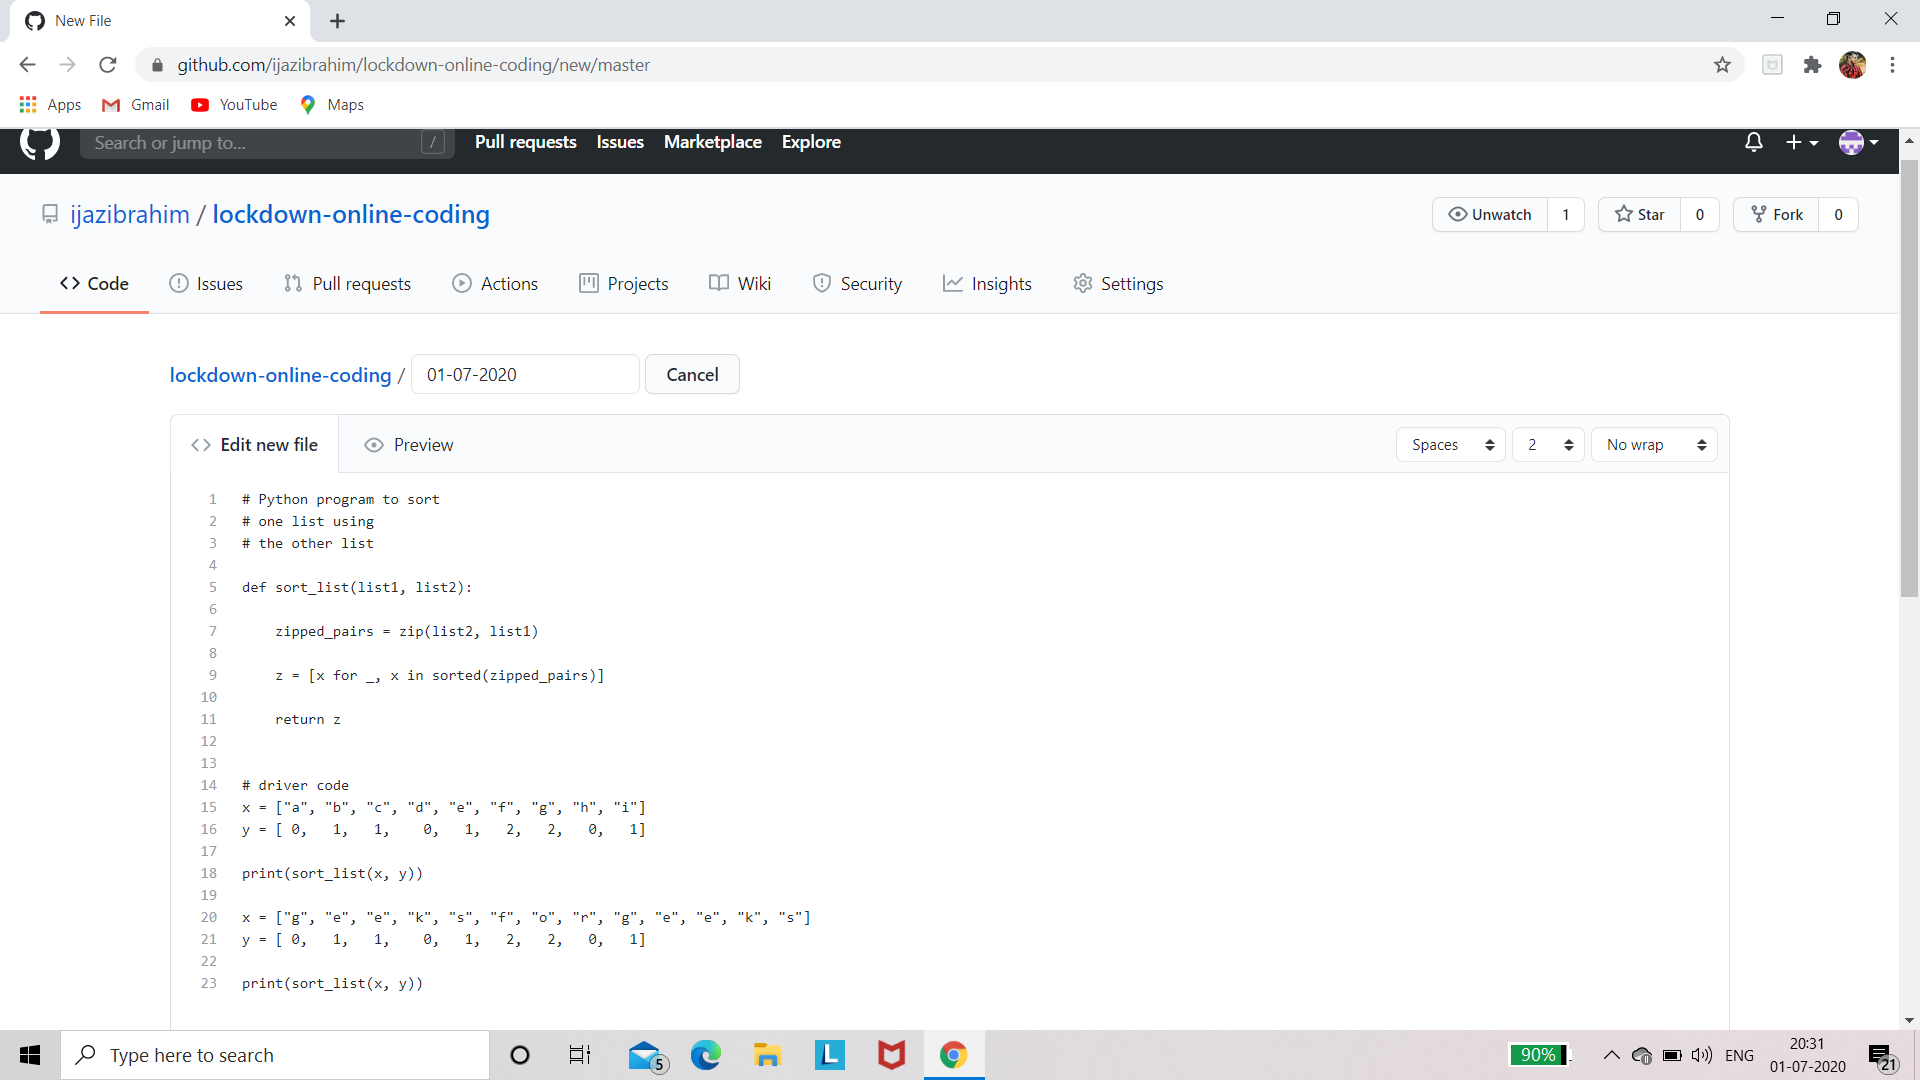 New File
github.com/ijazibrahim/lockdown-online-coding/new/master
Apps Gmail YouTube Maps
Search or jump to... / Pull requests Issues Marketplace Explore
ijazibrahim / lockdown-online-coding Unwatch 1 Star 0 Fork 0
Code Issues Pull requests Actions Projects Wiki Security Insights Settings
lockdown-online-coding / 01-07-2020 Cancel
Edit new file Preview Spaces 2 No wrap
1 # Python program to sort
2 # one list using
3 # the other list
4
5 def sort_list(list1, list2):
6
7     zipped_pairs = zip(list2, list1)
8
9     z = [x for _, x in sorted(zipped_pairs)]
10
11     return z
12
13
14 # driver code
15 x = ["a", "b", "c", "d", "e", "f", "g", "h", "i"]
16 y = [ 0,   1,   1,    0,   1,   2,   2,   0,   1]
17
18 print(sort_list(x, y))
19
20 x = ["g", "e", "e", "k", "s", "f", "o", "r", "g", "e", "e", "k", "s"]
21 y = [ 0,   1,   1,    0,   1,   2,   2,   0,   1]
22
23 print(sort_list(x, y))
Type here to search 5 L 90% ENG 20:31
01-07-2020 21